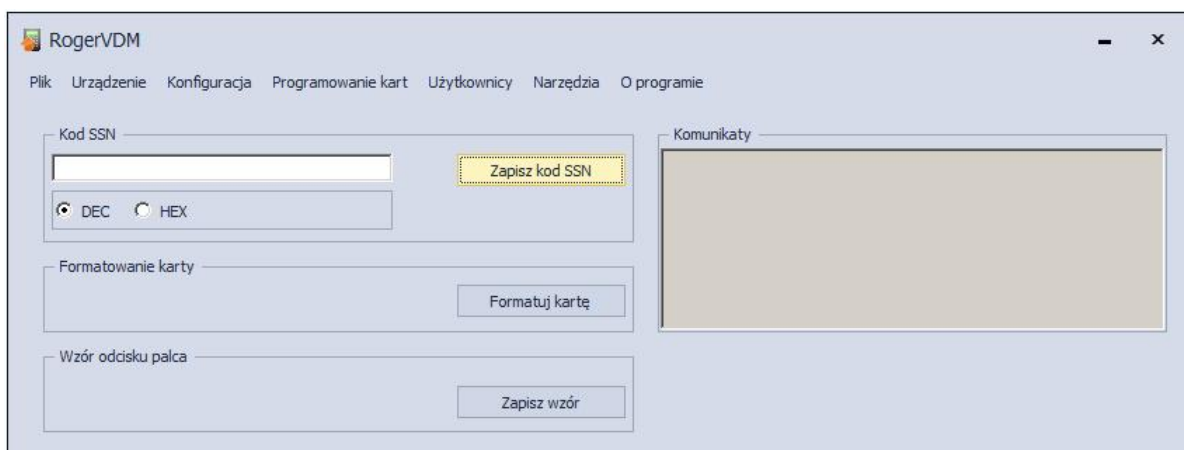 RogerVDM
Plik Urządzenie Konfiguracja Programowanie kart Użytkownicy Narzędzia O programie
Kod SSN
Zapisz kod SSN
DEC HEX
Formatowanie karty
Formatuj kartę
Wzór odcisku palca
Zapisz wzór
Komunikaty